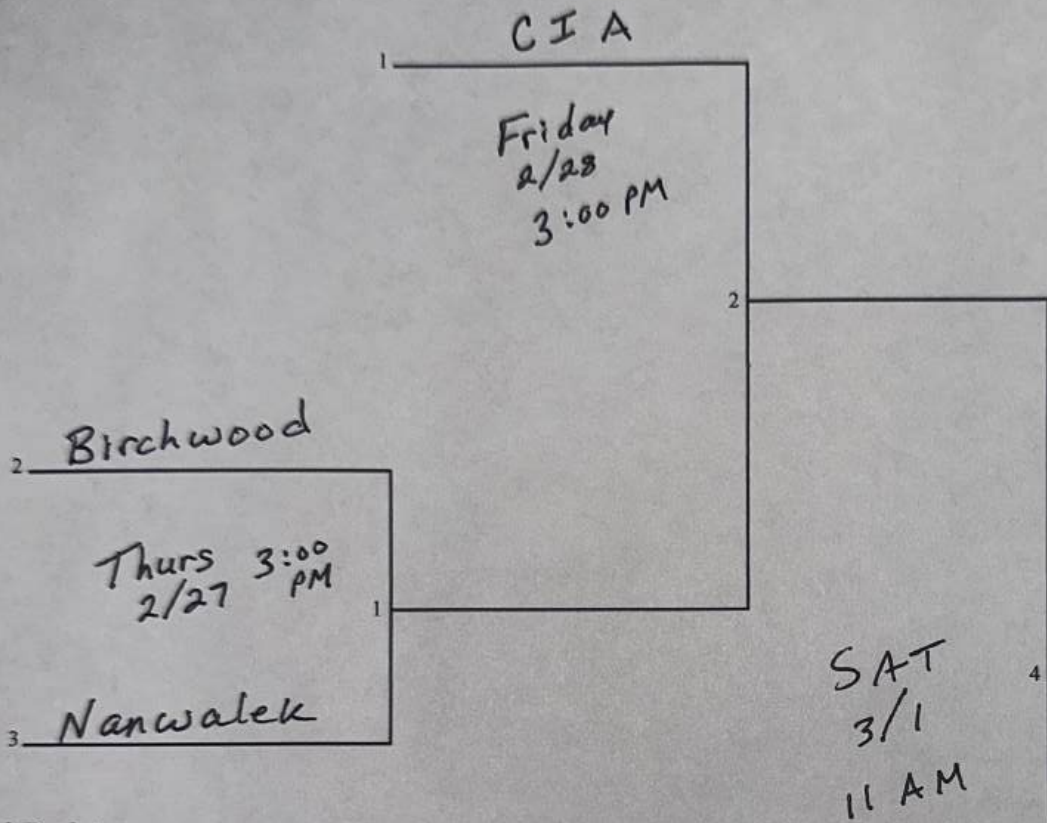 CIA
1
Friday
2/28
3:00 PM
2
Birchwood
2
Thurs 3:00
2/27 PM
1
Nanwalek
3
SAT
3/1
11 AM
4